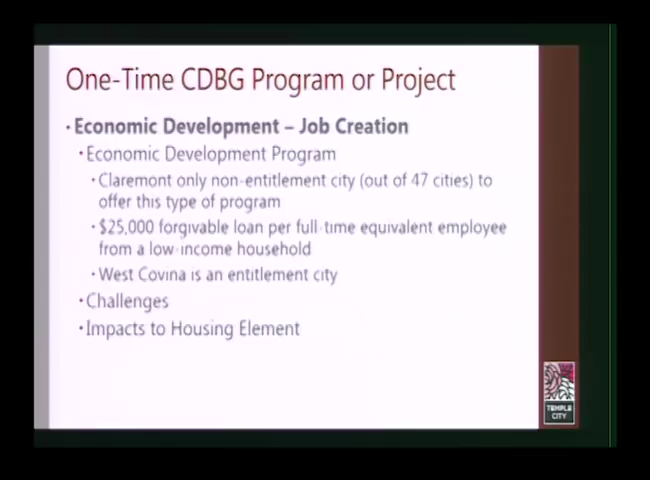 One-Time CDBG Program or Project
· Economic Development – Job Creation
· Economic Development Program
· Claremont only non-entitlement city (out of 47 cities) to
offer this type of program
· $25,000 forgivable loan per full-time equivalent employee
from a low-income household
· West Covina is an entitlement city
· Challenges
· Impacts to Housing Element
TEMPLE
CITY